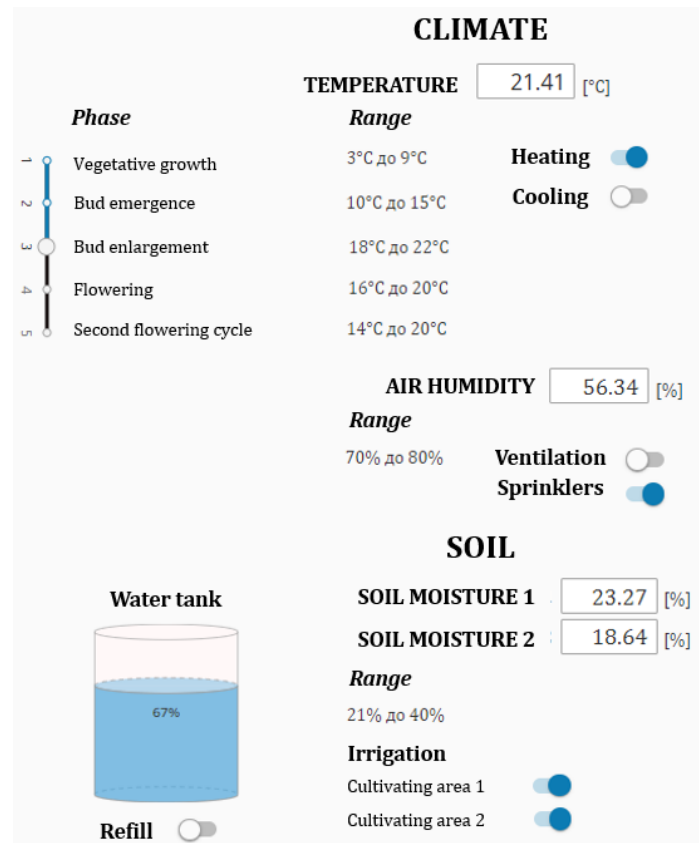 CLIMATE
TEMPERATURE 21.41 [°C]
Phase Range
1 Vegetative growth 3°C до 9°C Heating
2 Bud emergence 10°C до 15°C Cooling
3 Bud enlargement 18°C до 22°C
4 Flowering 16°C до 20°C
5 Second flowering cycle 14°C до 20°C
AIR HUMIDITY 56.34 [%]
Range
70% до 80% Ventilation
Sprinklers
SOIL
Water tank SOIL MOISTURE 1 23.27 [%]
SOIL MOISTURE 2 18.64 [%]
Range
67% 21% до 40%
Irrigation
Cultivating area 1
Cultivating area 2
Refill